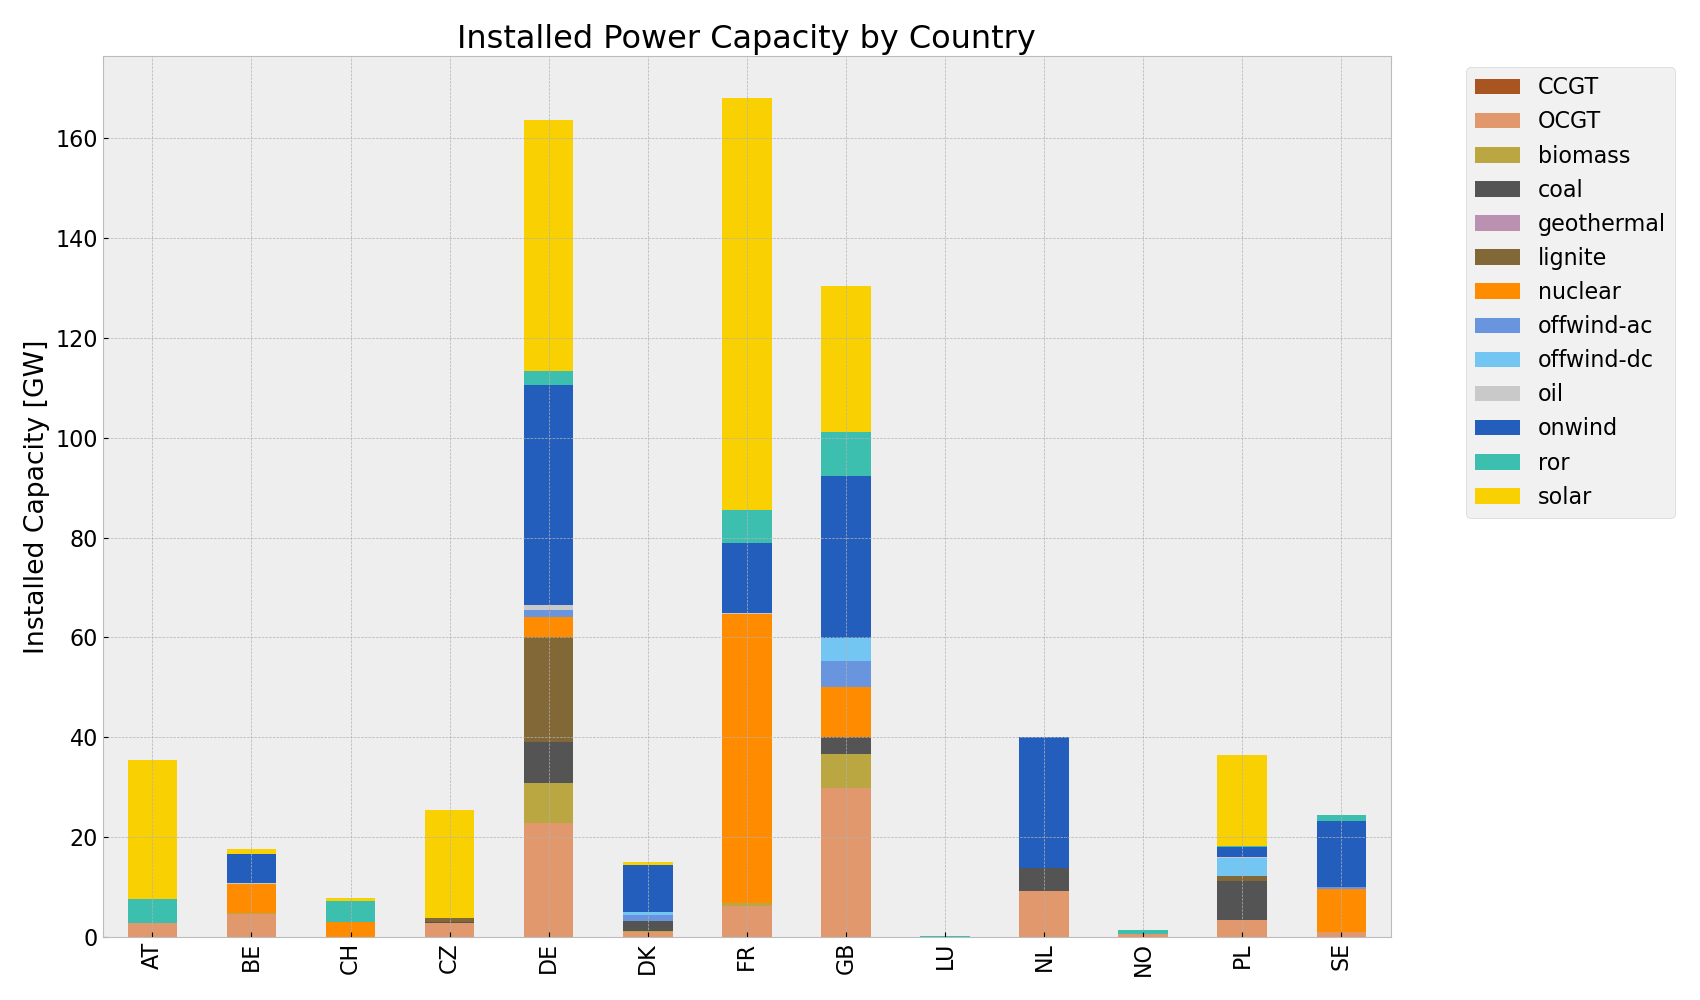 Installed Power Capacity by Country
Installed Capacity [GW]
160
140
120
100
80
60
40
20
0
AT
BE
CH
CZ
DE
DK
FR
GB
LU
NL
NO
PL
SE
CCGT
OCGT
biomass
coal
geothermal
lignite
nuclear
offwind-ac
offwind-dc
oil
onwind
ror
solar